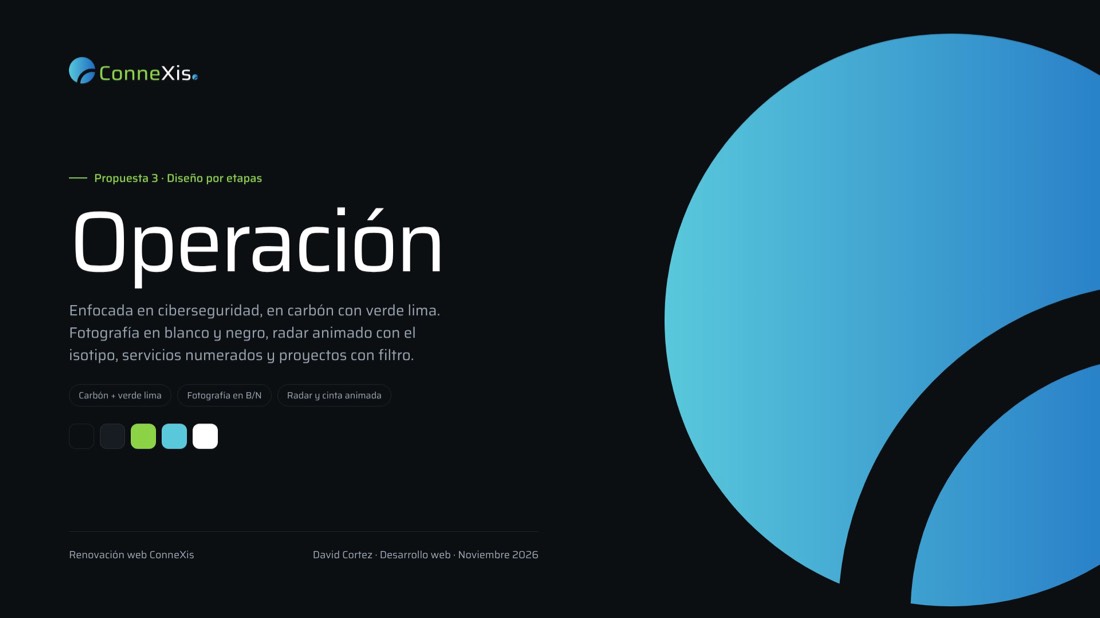 ConneXis
Propuesta 3 · Diseño por etapas
Operación
Enfocada en ciberseguridad, en carbón con verde lima.
Fotografía en blanco y negro, radar animado con el
isotipo, servicios numerados y proyectos con filtro.
Carbón + verde lima
Fotografía en B/N
Radar y cinta animada
Renovación web ConneXis
David Cortez · Desarrollo web · Noviembre 2026